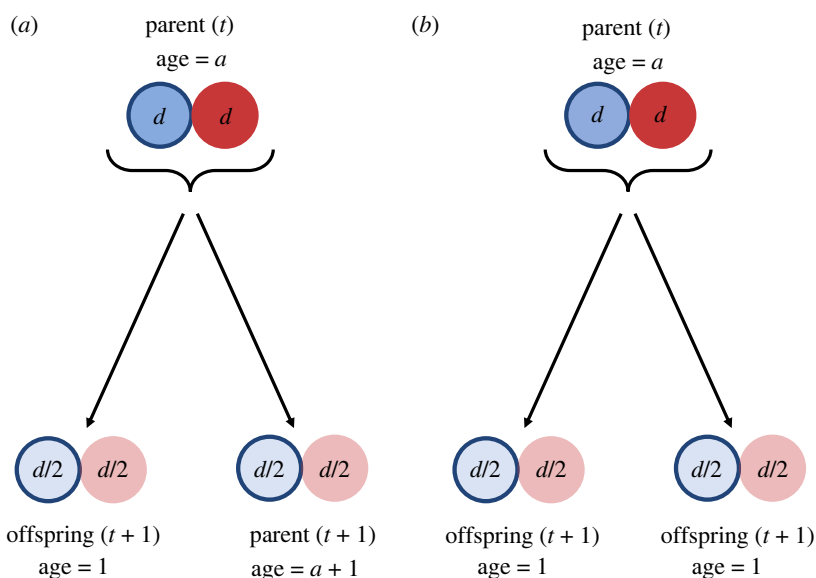 (a)
parent (t)
age = a
d d
d/2 d/2
d/2 d/2
offspring (t + 1)
age = 1
parent (t + 1)
age = a + 1
(b)
parent (t)
age = a
d d
d/2 d/2
d/2 d/2
offspring (t + 1)
age = 1
offspring (t + 1)
age = 1